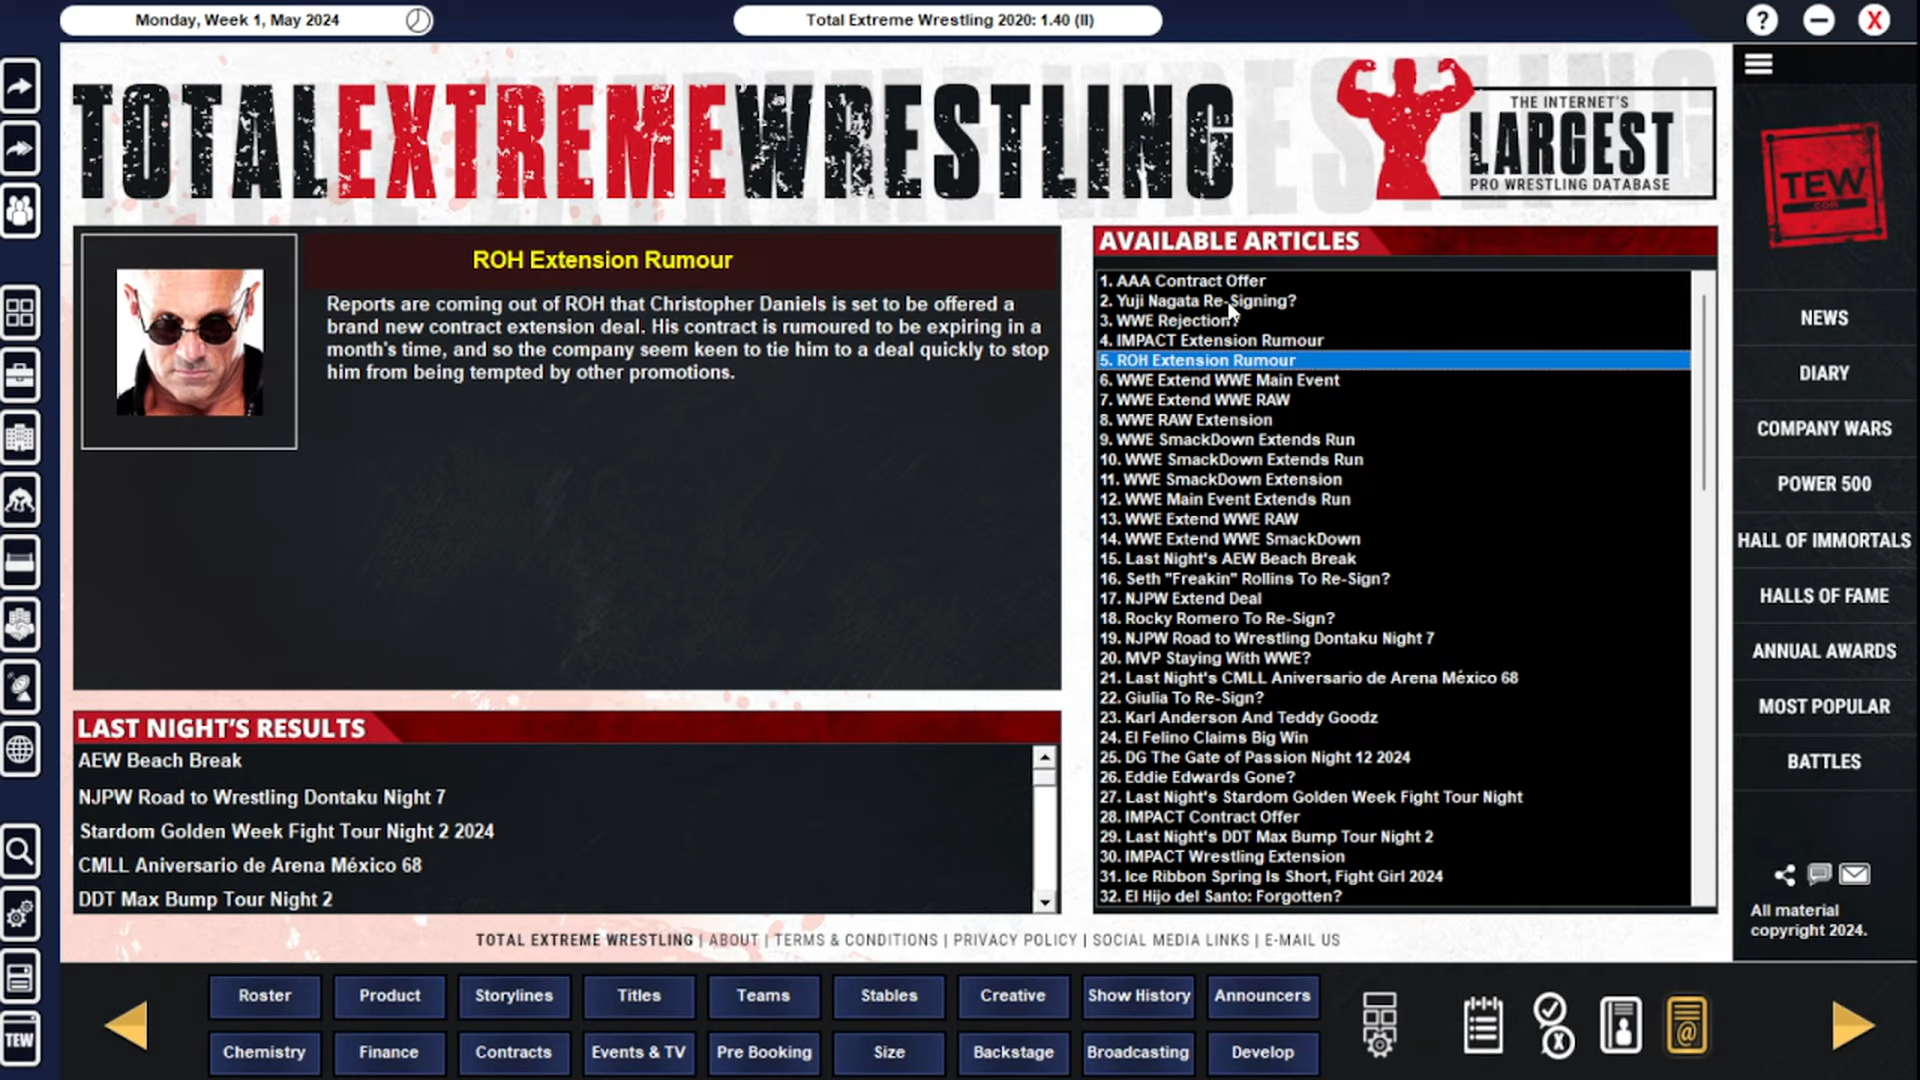 Monday, Week 1, May 2024
Total Extreme Wrestling 2020: 1.40 (II)
?
X
TOTALEXTREMEWRESTLING
THE INTERNET'S
LARGEST
PRO WRESTLING DATABASE
TEW
.COM
ROH Extension Rumour
Reports are coming out of ROH that Christopher Daniels is set to be offered a
brand new contract extension deal. His contract is rumoured to be expiring in a
month's time, and so the company seem keen to tie him to a deal quickly to stop
him from being tempted by other promotions.
AVAILABLE ARTICLES
1. AAA Contract Offer
2. Yuji Nagata Re-Signing?
3. WWE Rejection?
4. IMPACT Extension Rumour
5. ROH Extension Rumour
6. WWE Extend WWE Main Event
7. WWE Extend WWE RAW
8. WWE RAW Extension
9. WWE SmackDown Extends Run
10. WWE SmackDown Extends Run
11. WWE SmackDown Extension
12. WWE Main Event Extends Run
13. WWE Extend WWE RAW
14. WWE Extend WWE SmackDown
15. Last Night's AEW Beach Break
16. Seth "Freakin" Rollins To Re-Sign?
17. NJPW Extend Deal
18. Rocky Romero To Re-Sign?
19. NJPW Road to Wrestling Dontaku Night 7
20. MVP Staying With WWE?
21. Last Night's CMLL Aniversario de Arena México 68
22. Giulia To Re-Sign?
23. Karl Anderson And Teddy Goodz
24. El Felino Claims Big Win
25. DG The Gate of Passion Night 12 2024
26. Eddie Edwards Gone?
27. Last Night's Stardom Golden Week Fight Tour Night
28. IMPACT Contract Offer
29. Last Night's DDT Max Bump Tour Night 2
30. IMPACT Wrestling Extension
31. Ice Ribbon Spring Is Short, Fight Girl 2024
32. El Hijo del Santo: Forgotten?
NEWS
DIARY
COMPANY WARS
POWER 500
HALL OF IMMORTALS
HALLS OF FAME
ANNUAL AWARDS
MOST POPULAR
BATTLES
All material
copyright 2024.
LAST NIGHT'S RESULTS
AEW Beach Break
NJPW Road to Wrestling Dontaku Night 7
Stardom Golden Week Fight Tour Night 2 2024
CMLL Aniversario de Arena México 68
DDT Max Bump Tour Night 2
TOTAL EXTREME WRESTLING | ABOUT | TERMS & CONDITIONS | PRIVACY POLICY | SOCIAL MEDIA LINKS | E-MAIL US
TEW
Roster Product Storylines Titles Teams Stables Creative Show History Announcers
Chemistry Finance Contracts Events & TV Pre Booking Size Backstage Broadcasting Develop